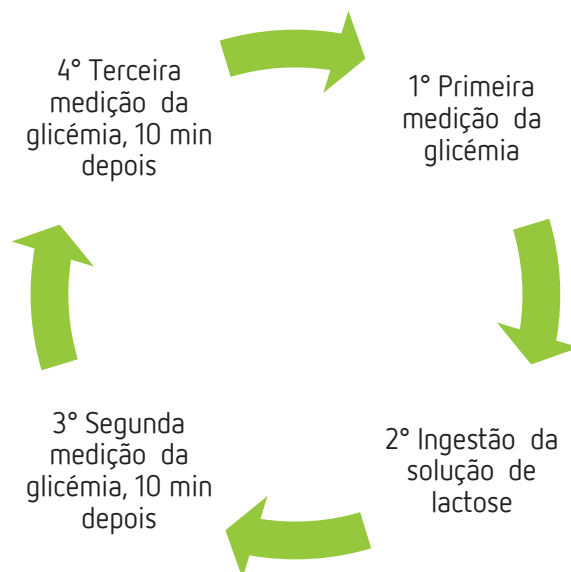 1° Primeira
medição da
glicémia
2° Ingestão da
solução de
lactose
3° Segunda
medição da
glicémia, 10 min
depois
4° Terceira
medição da
glicémia, 10 min
depois